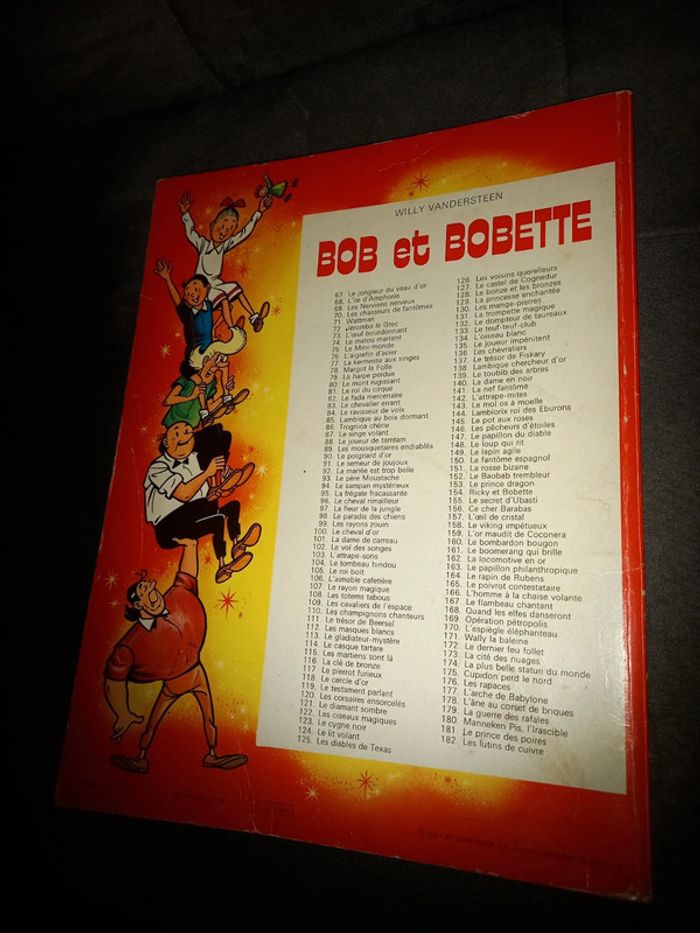 WILLY VANDERSTEEN
BOB et BOBETTE
67. Le jongleur du veau d'or
68. L'île d'Amphoria
69. Les Nerviens nerveux
70. Les chasseurs de fantômes
71. Wattman
72. Jérombe le Grec
73. L'œuf bourdonnant
74. Le matou marrant
75. Le Mini-monde
76. L'aigrefin d'acier
77. La kermesse aux singes
78. Margot la Folle
79. La harpe perdue
80. Le mont rugissant
81. Le roi du cirque
82. Le fada mercenaire
83. Le chevalier errant
84. Le ravisseur de voix
85. Lambique au bois dormant
86. Trognica chérie
87. Le singe volant
88. Le joueur de tamtam
89. Les mousquetaires endiablés
90. Le poignard d'or
91. Le semeur de joujoux
92. La mariée est trop belle
93. Le père Moustache
94. Le sampan mystérieux
95. La frégate fracassante
96. Le cheval rimailleur
97. La fleur de la jungle
98. Le paradis des chiens
99. Les rayons zouin
100. Le cheval d'or
101. La dame de carreau
102. Le vol des songes
103. L'attrape-sons
104. Le tombeau hindou
105. Le roi boit
106. L'aimable cafetière
107. Le rayon magique
108. Les totems tabous
109. Les cavaliers de l'espace
110. Les champignons chanteurs
111. Le trésor de Beersel
112. Les masques blancs
113. Le gladiateur-mystère
114. Le casque tartare
115. Les martiens sont là
116. La clé de bronze
117. Le pierrot furieux
118. Le cercle d'or
119. Le testament parlant
120. Les corsaires ensorcelés
121. Le diamant sombre
122. Les ciseaux magiques
123. Le cygne noir
124. Le lit volant
125. Les diables de Texas
126. Les voisins querelleurs
127. Le castel de Cognedur
128. Le bonze et les bronzes
129. La princesse enchantée
130. Les menge-pierres
131. La trompette magique
132. Le dompteur de taureaux
133. Le teuf-teuf-club
134. L'oiseau blanc
135. Le joueur impénitent
136. Les chévraliers
137. Le trésor de Fiskary
138. Lambique chercheur d'or
139. Le toubib des arbres
140. La dame en noir
141. La nef fantôme
142. L'attrape-mites
143. Le mol os à moelle
144. Lambiorix roi des Eburons
145. Le pot aux roses
146. Les pêcheurs d'étoiles
147. Le papillon du diable
148. Le loup qui rit
149. Le lapin agile
150. Le fantôme espagnol
151. La rosse bizarre
152. Le Baobab trembleur
153. Le prince dragon
154. Ricky et Bobette
155. Le secret d'Ubasti
156. Ce cher Barabas
157. L'œil de cristal
158. Le viking impétueux
159. L'or maudit de Coconera
160. Le bombardon bougon
161. Le boomerang qui brille
162. La locomotive en or
163. Le papillon philanthropique
164. Le rapin de Rubens
165. Le poivrot contestataire
166. L'homme à la chaise volante
167. Le flambeau chantant
168. Quand les elfes danseront
169. Opération pétropolis
170. L'espiègle éléphanteau
171. Wally la baleine
172. Le dernier feu follet
173. La cité des nuages
174. La plus belle statue du monde
175. Cupidon perd le nord
176. Les rapaces
177. L'arche de Babylone
178. L'âne au corset de briques
179. La guerre des rafales
180. Manneken Pis, l'irascible
181. Le prince des poires
182. Les lutins de cuivre